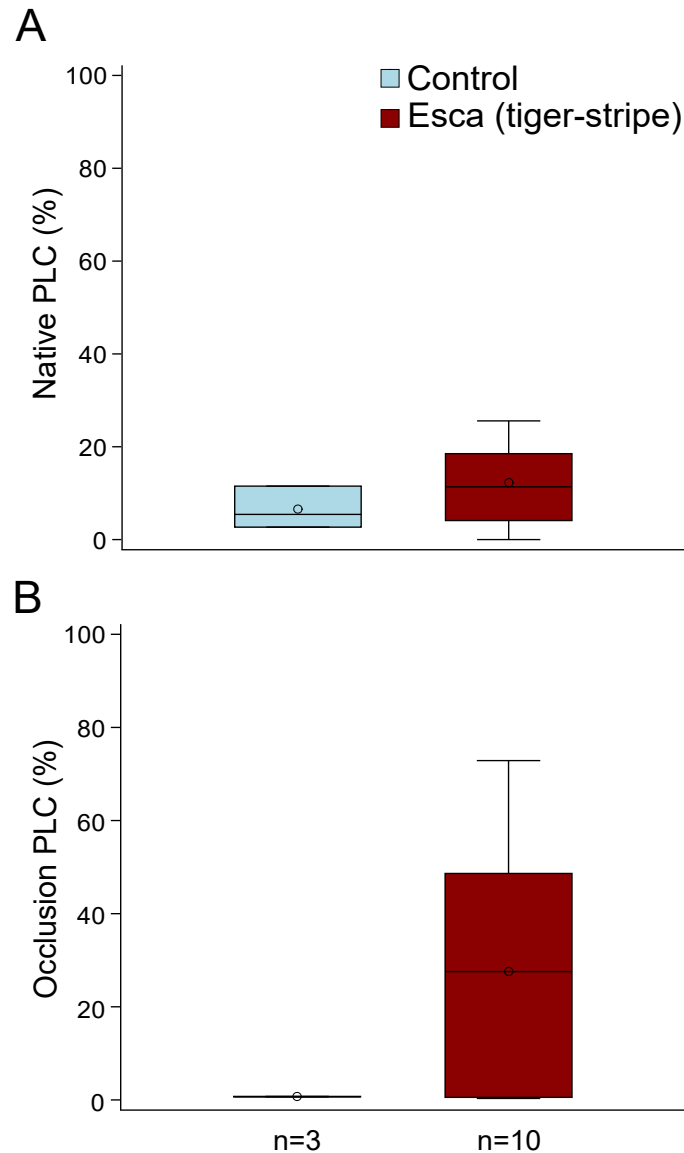 A
Control
Esca (tiger-stripe)
Native PLC (%)
100
80
60
40
20
0
B
Occlusion PLC (%)
100
80
60
40
20
0
n=3 n=10